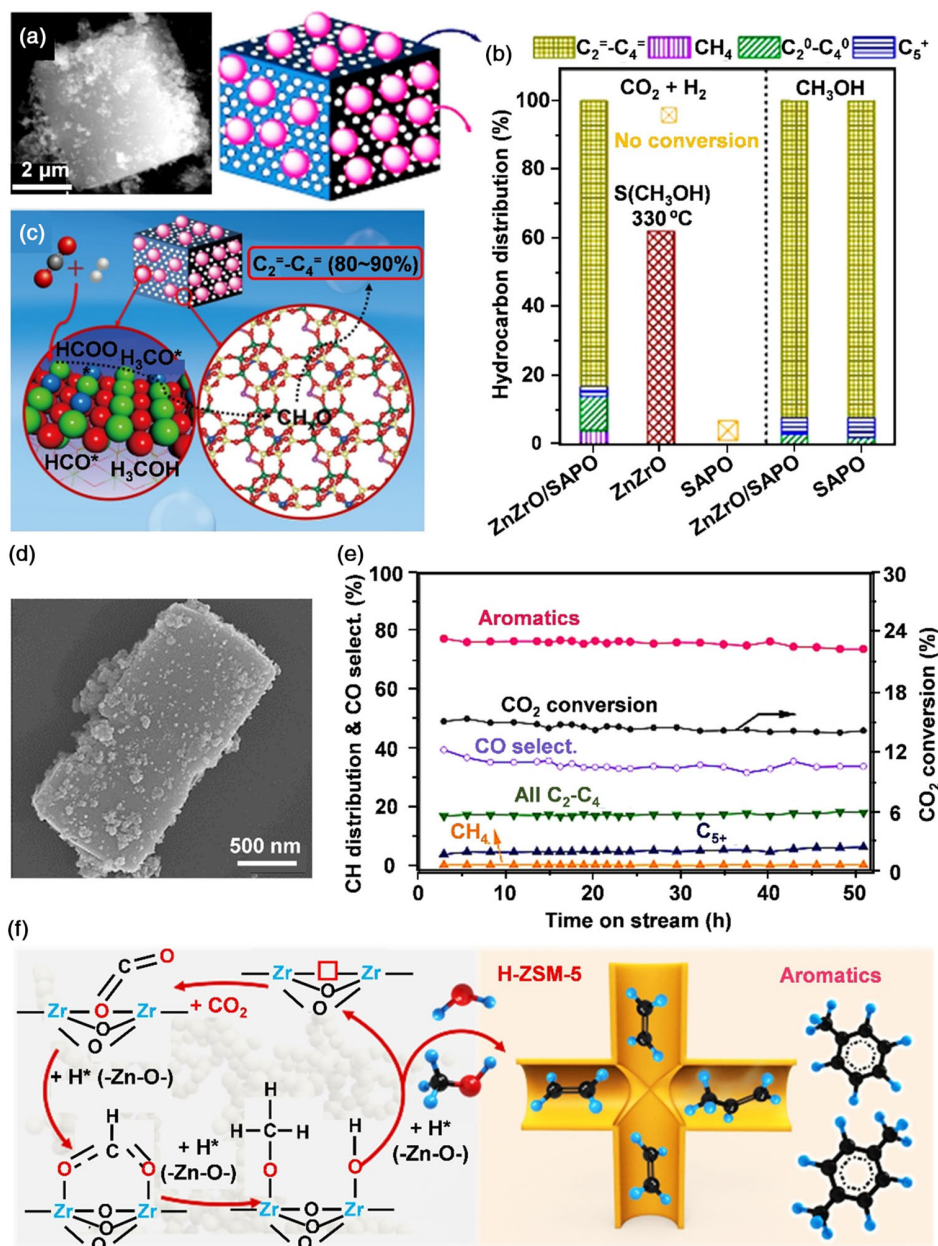 (a)
2 μm
(b)
C₂⁼-C₄⁼ CH₄ C₂⁰-C₄⁰ C₅⁺
CO₂ + H₂
CH₃OH
No conversion
S(CH₃OH)
330 ºC
Hydrocarbon distribution (%)
100
80
60
40
20
0
ZnZrO/SAPO
ZnZrO
SAPO
ZnZrO/SAPO
SAPO
(c)
+
C₂⁼-C₄⁼ (80~90%)
HCOO
*
H₃CO*
HCO*
H₃COH
(d)
500 nm
(e)
CH distribution & CO select. (%)
100
80
60
40
20
0
Aromatics
CO₂ conversion
CO select.
All C₂-C₄
CH₄
C₅₊
30
24
18
12
6
0
CO₂ conversion (%)
0 10 20 30 40 50
Time on stream (h)
(f)
C O
Zr O Zr
O
O
+ CO₂
Zr Zr
O
O
+ H* (-Zn-O-)
H
C
O O
Zr Zr
O
O
+ H*
(-Zn-O-)
H
H C H
O
H
O
Zr Zr
O
O
+ H*
(-Zn-O-)
H-ZSM-5
Aromatics